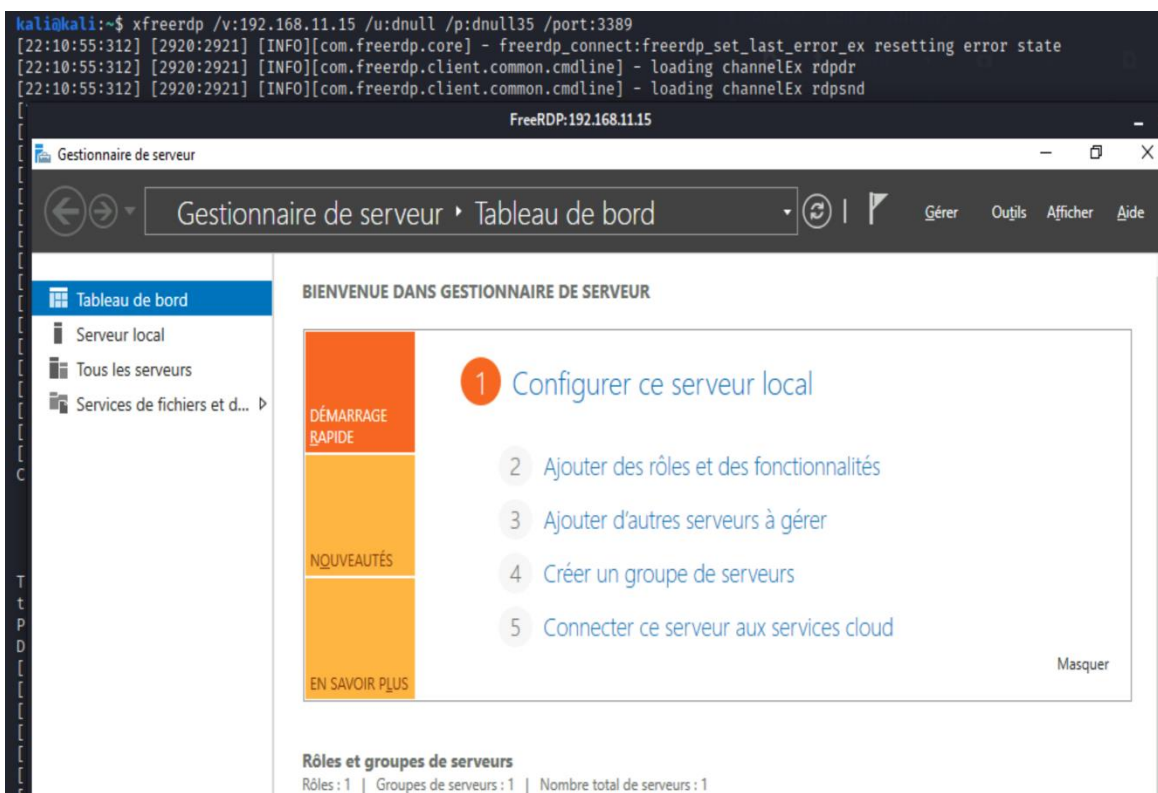 kali@kali:~$ xfreerdp /v:192.168.11.15 /u:dnull /p:dnull35 /port:3389
[22:10:55:312] [2920:2921] [INFO][com.freerdp.core] - freerdp_connect:freerdp_set_last_error_ex resetting error state
[22:10:55:312] [2920:2921] [INFO][com.freerdp.client.common.cmdline] - loading channelEx rdpdr
[22:10:55:312] [2920:2921] [INFO][com.freerdp.client.common.cmdline] - loading channelEx rdpsnd
FreeRDP:192.168.11.15
Gestionnaire de serveur
Gestionnaire de serveur ‣ Tableau de bord
Gérer Outils Afficher Aide
Tableau de bord
Serveur local
Tous les serveurs
Services de fichiers et d...
BIENVENUE DANS GESTIONNAIRE DE SERVEUR
DÉMARRAGE
RAPIDE
NOUVEAUTÉS
EN SAVOIR PLUS
1 Configurer ce serveur local
2 Ajouter des rôles et des fonctionnalités
3 Ajouter d’autres serveurs à gérer
4 Créer un groupe de serveurs
5 Connecter ce serveur aux services cloud
Masquer
Rôles et groupes de serveurs
Rôles : 1 | Groupes de serveurs : 1 | Nombre total de serveurs : 1